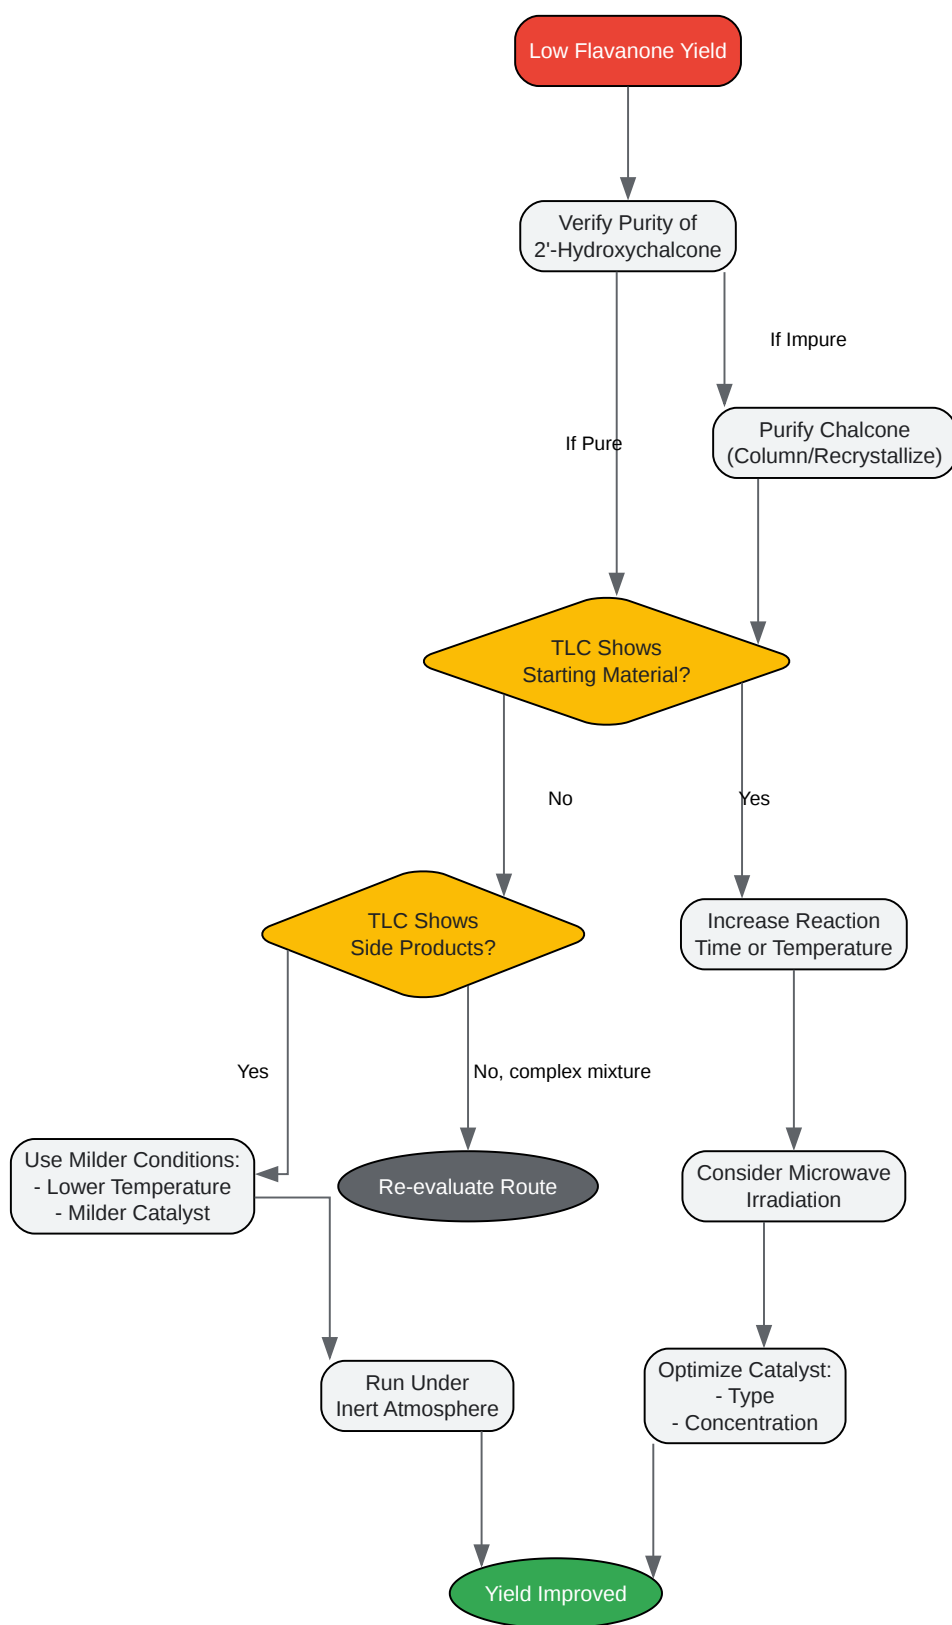 Low Flavanone Yield
Verify Purity of
2'-Hydroxychalcone
If Impure
If Pure
Purify Chalcone
(Column/Recrystallize)
TLC Shows
Starting Material?
No
Yes
TLC Shows
Side Products?
Increase Reaction
Time or Temperature
Yes
No, complex mixture
Use Milder Conditions:
- Lower Temperature
- Milder Catalyst
Re-evaluate Route
Consider Microwave
Irradiation
Run Under
Inert Atmosphere
Optimize Catalyst:
- Type
- Concentration
Yield Improved